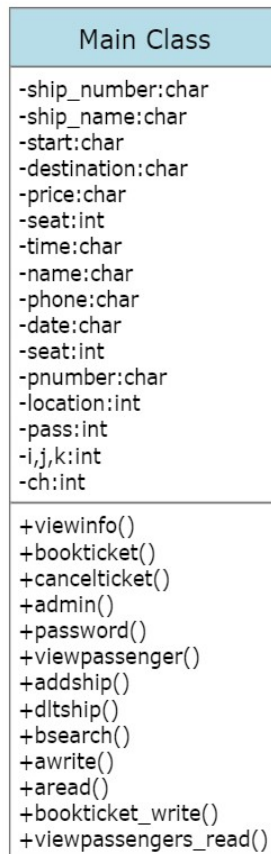 Main Class
-ship_number:char
-ship_name:char
-start:char
-destination:char
-price:char
-seat:int
-time:char
-name:char
-phone:char
-date:char
-seat:int
-pnumber:char
-location:int
-pass:int
-i,j,k:int
-ch:int
+viewinfo()
+bookticket()
+cancelticket()
+admin()
+password()
+viewpassenger()
+addship()
+dltship()
+bsearch()
+awrite()
+aread()
+bookticket_write()
+viewpassengers_read()